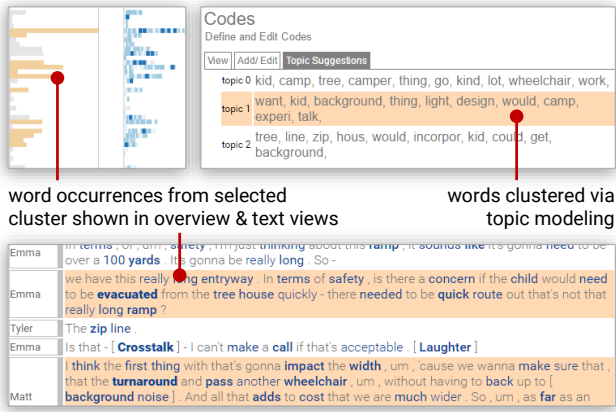 Codes
Define and Edit Codes
View Add/ Edit Topic Suggestions
topic 0 kid, camp, tree, camper, thing, go, kind, lot, wheelchair, work,
topic 1 want, kid, background, thing, light, design, would, camp,
experi, talk,
topic 2 tree, line, zip, hous, would, incorpor, kid, could, get,
background,
word occurrences from selected
cluster shown in overview & text views
words clustered via
topic modeling
Emma in terms , of , um , safety , I'm just thinking about this ramp , it sounds like it's gonna need to be
over a 100 yards . It's gonna be really long . So -
Emma we have this really long entryway . In terms of safety , is there a concern if the child would need
to be evacuated from the tree house quickly - there needed to be quick route out that's not that
really long ramp ?
Tyler The zip line .
Emma Is that - [ Crosstalk ] - I can't make a call if that's acceptable . [ Laughter ]
Matt I think the first thing with that's gonna impact the width , um , 'cause we wanna make sure that ,
that the turnaround and pass another wheelchair , um , without having to back up to [
background noise ] . And all that adds to cost that we are much wider . So , um , as far as an